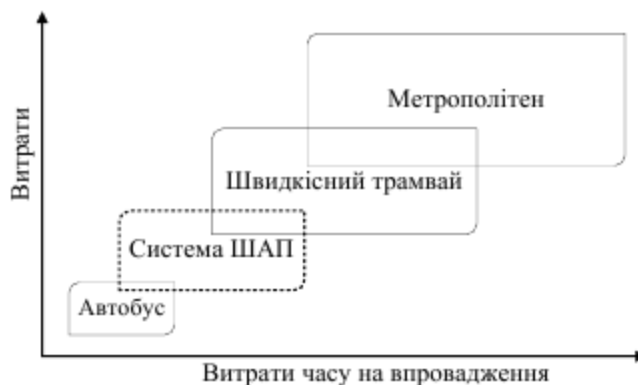 Витрати
Метрополітен
Швидкісний трамвай
Система ШАП
Автобус
Витрати часу на впровадження